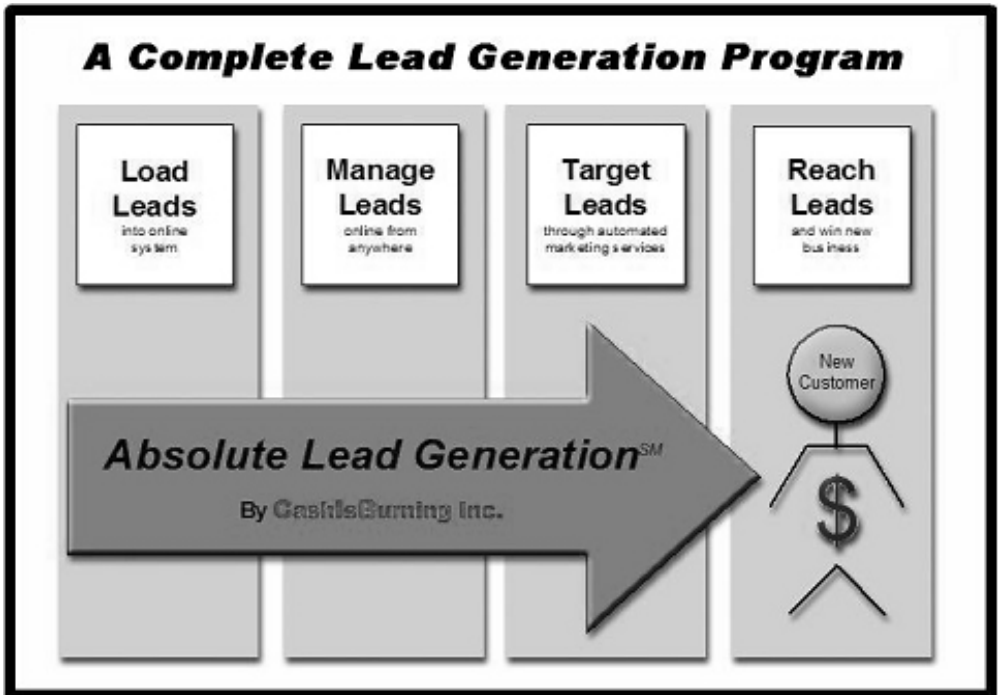 A Complete Lead Generation Program
Load
Leads
into online
system
Manage
Leads
online from
anywhere
Target
Leads
through automated
marketing services
Reach
Leads
and win new
business
New
Customer
Absolute Lead Generation SM
By CashIsBurning Inc.
$